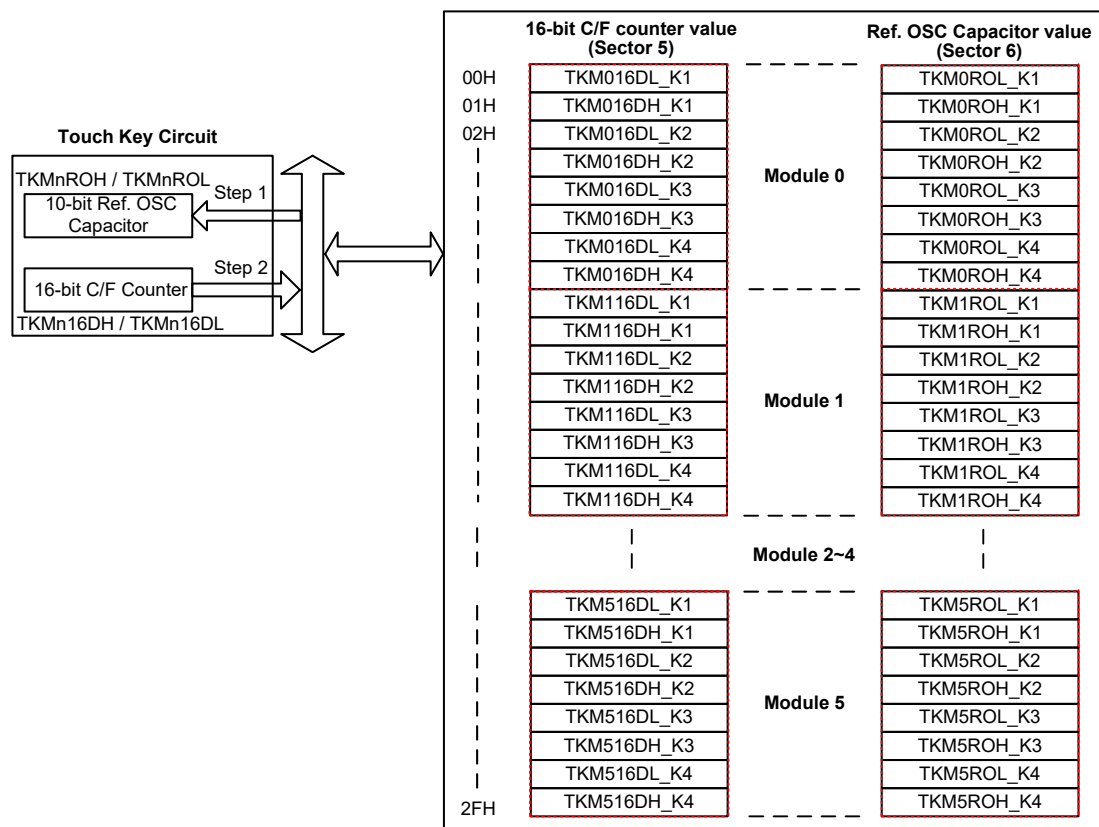 Touch Key Circuit
TKMnROH / TKMnROL
10-bit Ref. OSC
Capacitor
Step 1
Step 2
16-bit C/F Counter
TKMn16DH / TKMn16DL
16-bit C/F counter value
(Sector 5)
Ref. OSC Capacitor value
(Sector 6)
00H
TKM016DL_K1
TKM0ROL_K1
01H
TKM016DH_K1
TKM0ROH_K1
02H
TKM016DL_K2
TKM0ROL_K2
TKM016DH_K2
TKM0ROH_K2
Module 0
TKM016DL_K3
TKM0ROL_K3
TKM016DH_K3
TKM0ROH_K3
TKM016DL_K4
TKM0ROL_K4
TKM016DH_K4
TKM0ROH_K4
TKM116DL_K1
TKM1ROL_K1
TKM116DH_K1
TKM1ROH_K1
TKM116DL_K2
TKM1ROL_K2
TKM116DH_K2
TKM1ROH_K2
Module 1
TKM116DL_K3
TKM1ROL_K3
TKM116DH_K3
TKM1ROH_K3
TKM116DL_K4
TKM1ROL_K4
TKM116DH_K4
TKM1ROH_K4
Module 2~4
TKM516DL_K1
TKM5ROL_K1
TKM516DH_K1
TKM5ROH_K1
TKM516DL_K2
TKM5ROL_K2
TKM516DH_K2
TKM5ROH_K2
Module 5
TKM516DL_K3
TKM5ROL_K3
TKM516DH_K3
TKM5ROH_K3
TKM516DL_K4
TKM5ROL_K4
2FH
TKM516DH_K4
TKM5ROH_K4